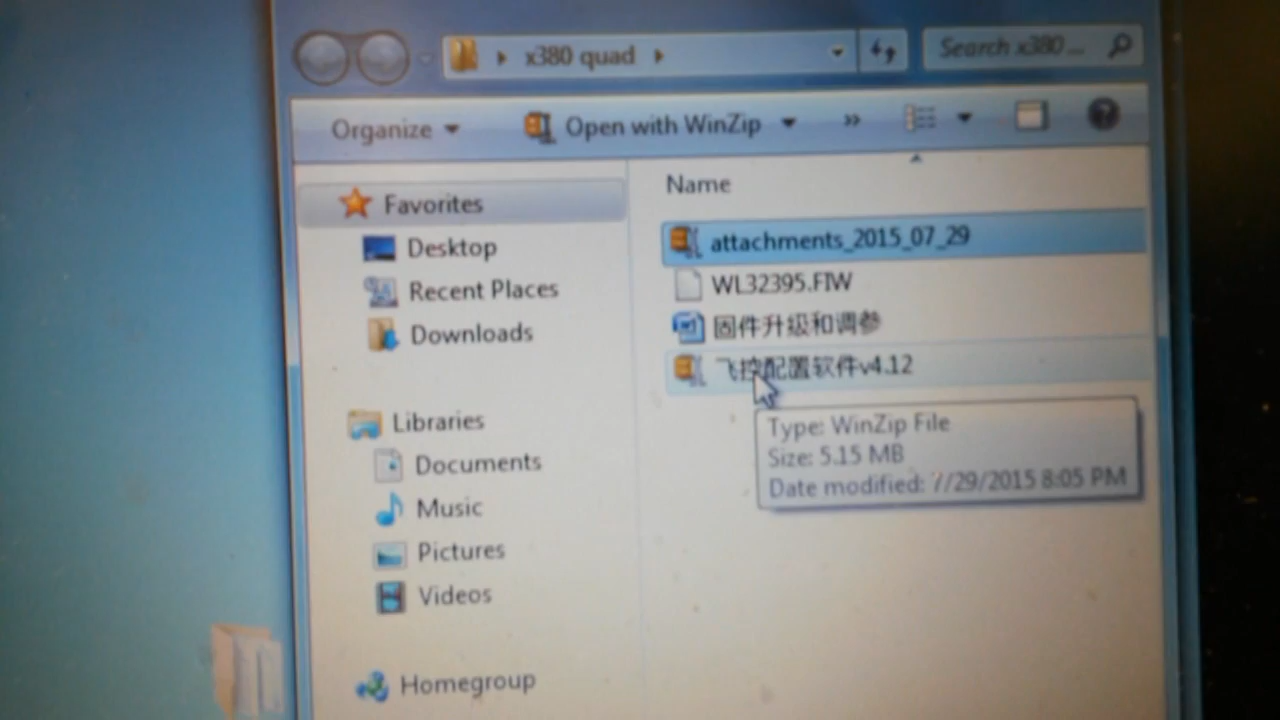 x380 quad
Search x380 ...
Organize
Open with WinZip
»
Name
Favorites
Desktop
Recent Places
Downloads
Libraries
Documents
Music
Pictures
Videos
Homegroup
attachments_2015_07_29
WL32395.FIW
固件升级和调参
飞控配置软件v4.12
Type: WinZip File
Size: 5.15 MB
Date modified: 7/29/2015 8:05 PM